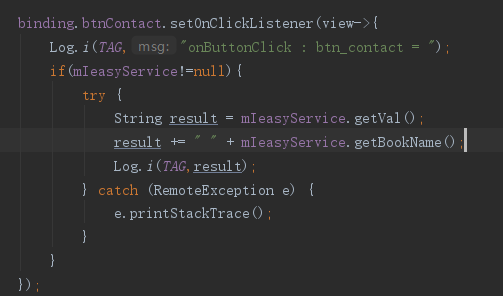 binding.btnContact.setOnClickListener(view->{
Log.i(TAG, msg: "onButtonClick : btn_contact = ");
if(mIeasyService!=null){
try {
String result = mIeasyService.getVal();
result += " " + mIeasyService.getBookName();
Log.i(TAG,result);
} catch (RemoteException e) {
e.printStackTrace();
}
}
});